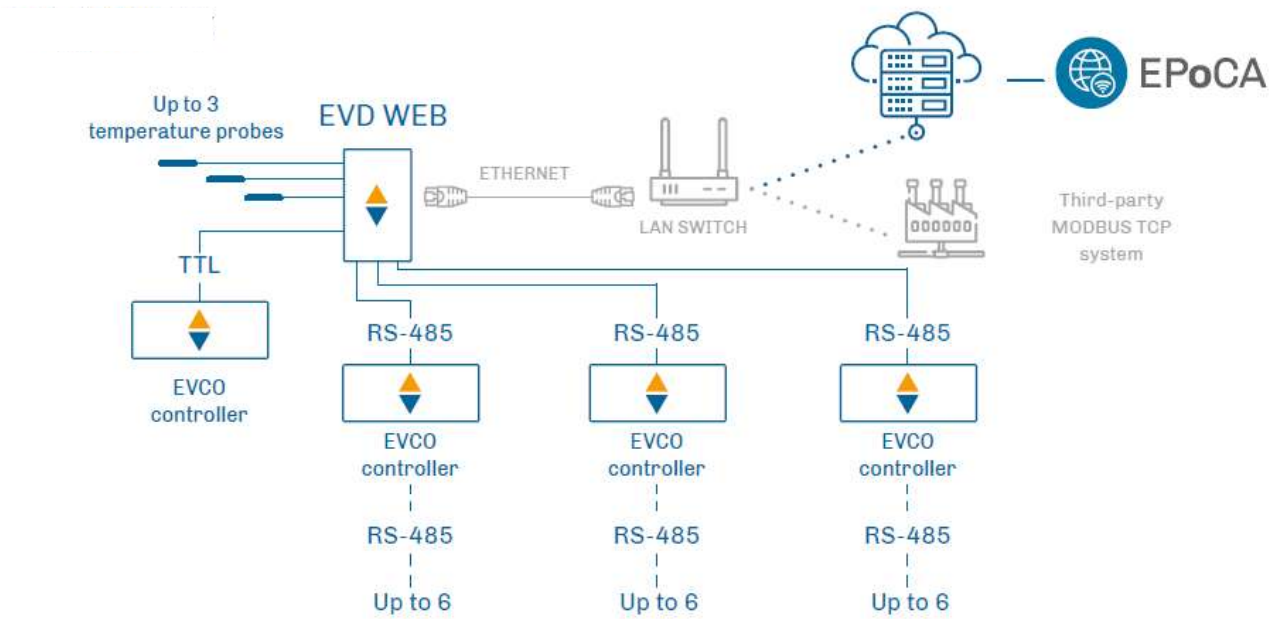 EPoCA
Up to 3
temperature probes
EVD WEB
ETHERNET
LAN SWITCH
Third-party
MODBUS TCP
system
TTL
EVCO
controller
RS-485
RS-485
RS-485
EVCO
controller
EVCO
controller
EVCO
controller
RS-485
RS-485
RS-485
Up to 6
Up to 6
Up to 6